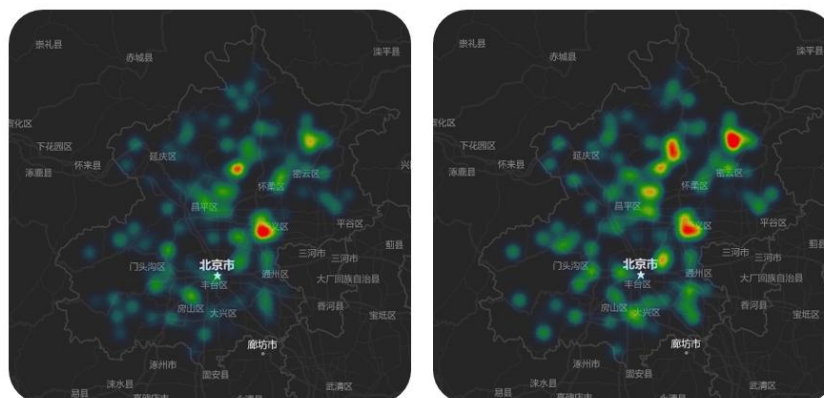 崇礼县
赤城县
滦平县
宣化区
下花园区
怀来县
涿鹿县
延庆区
密云区
怀柔区
昌平区
平谷区
蓟县
三河市
三河市
门头沟区
北京市
通州区
大厂回族自治县
丰台区
香河县
房山区
大兴区
宝坻区
廊坊市
涿州市
固安县
涞水县
易县
武清区
崇礼县
赤城县
滦平县
下花园区
怀来县
涿鹿县
延庆区
密云区
怀柔区
昌平区
平谷区
蓟县
三河市
三河市
门头沟区
北京市
通州区
大厂回族自治县
丰台区
香河县
房山区
大兴区
宝坻区
廊坊市
涿州市
固安县
涞水县
易县
武清区